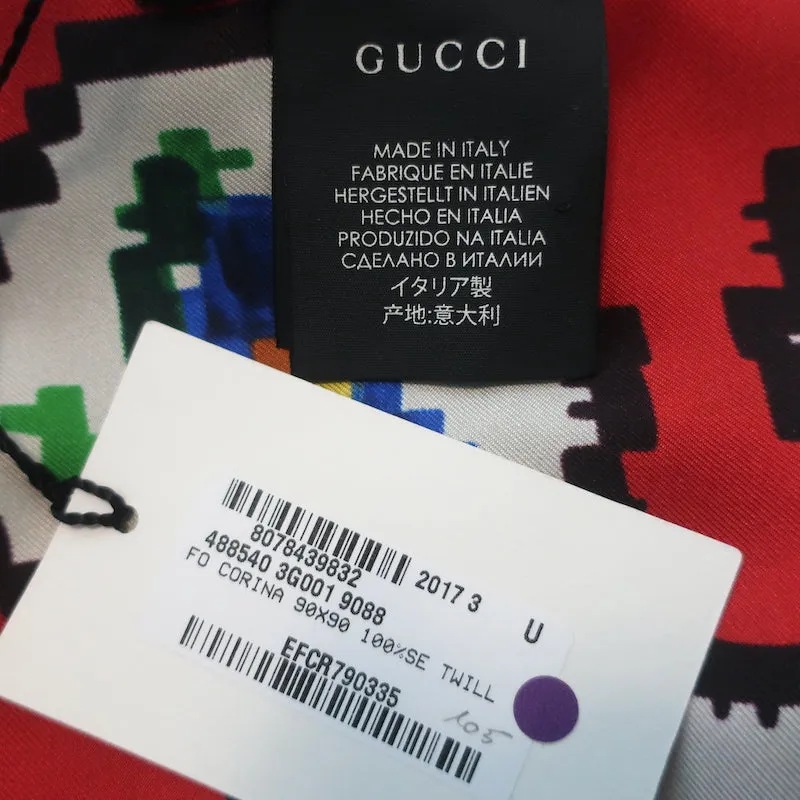 GUCCI
MADE IN ITALY
FABRIQUE EN ITALIE
HERGESTELLT IN ITALIEN
HECHO EN ITALIA
PRODUZIDO NA ITALIA
СДЕЛАНО В ИТАЛИИ
イタリア製
产地:意大利
8078439832 2017 3
488540 3G001 9088 U
FO CORINA 90X90 100%SE TWILL
EFCR790335
105